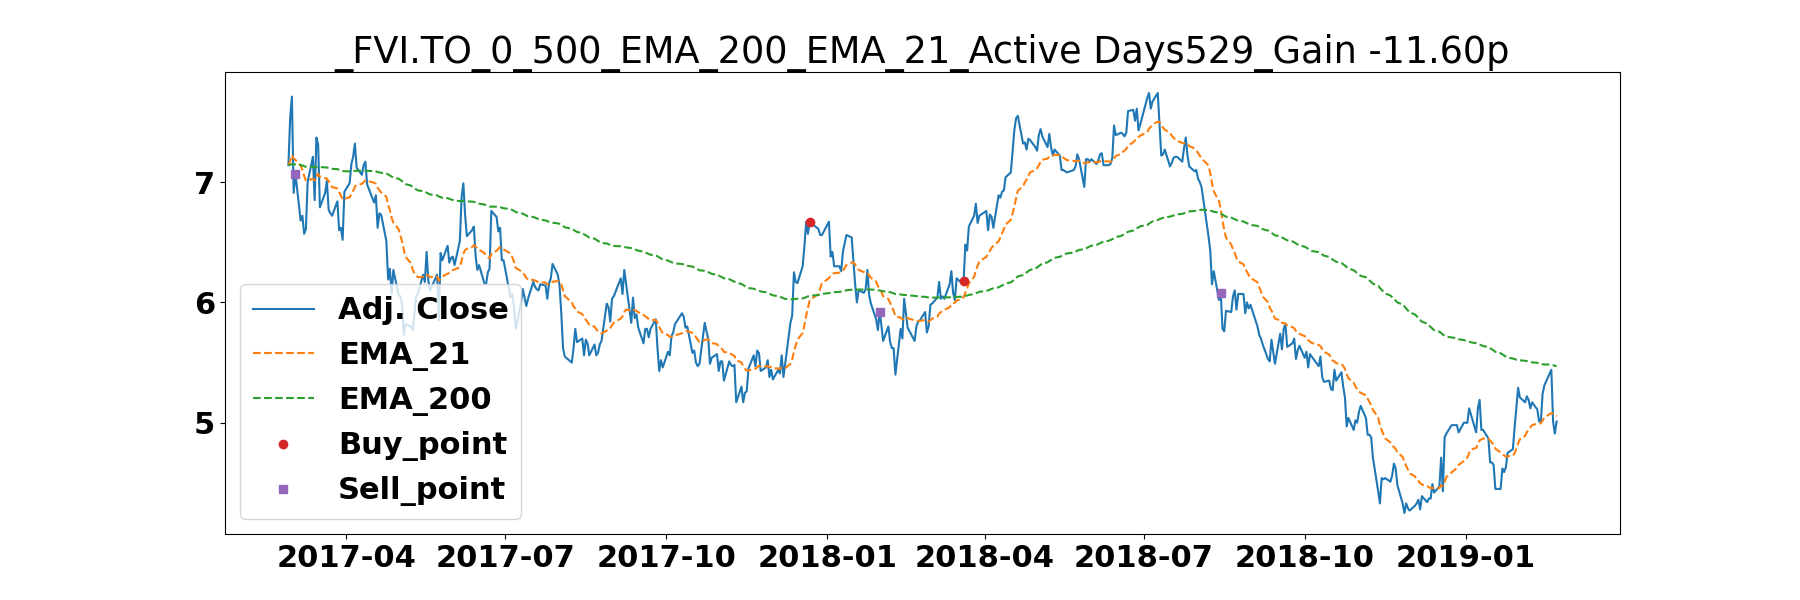 _FVI.TO_0_500_EMA_200_EMA_21_Active Days529_Gain -11.60p
7
6
5
Adj. Close
EMA_21
EMA_200
Buy_point
Sell_point
2017-04 2017-07 2017-10 2018-01 2018-04 2018-07 2018-10 2019-01